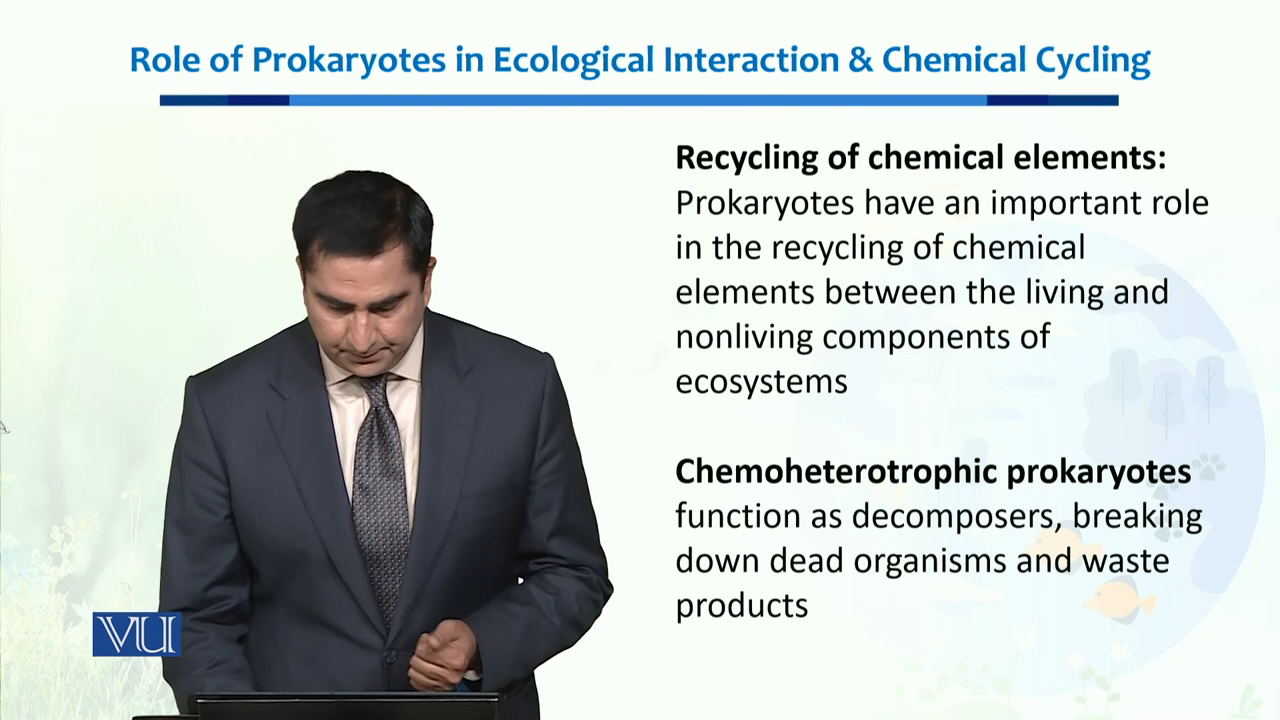 Role of Prokaryotes in Ecological Interaction & Chemical Cycling
Recycling of chemical elements:
Prokaryotes have an important role
in the recycling of chemical
elements between the living and
nonliving components of
ecosystems
Chemoheterotrophic prokaryotes
function as decomposers, breaking
down dead organisms and waste
products
VU